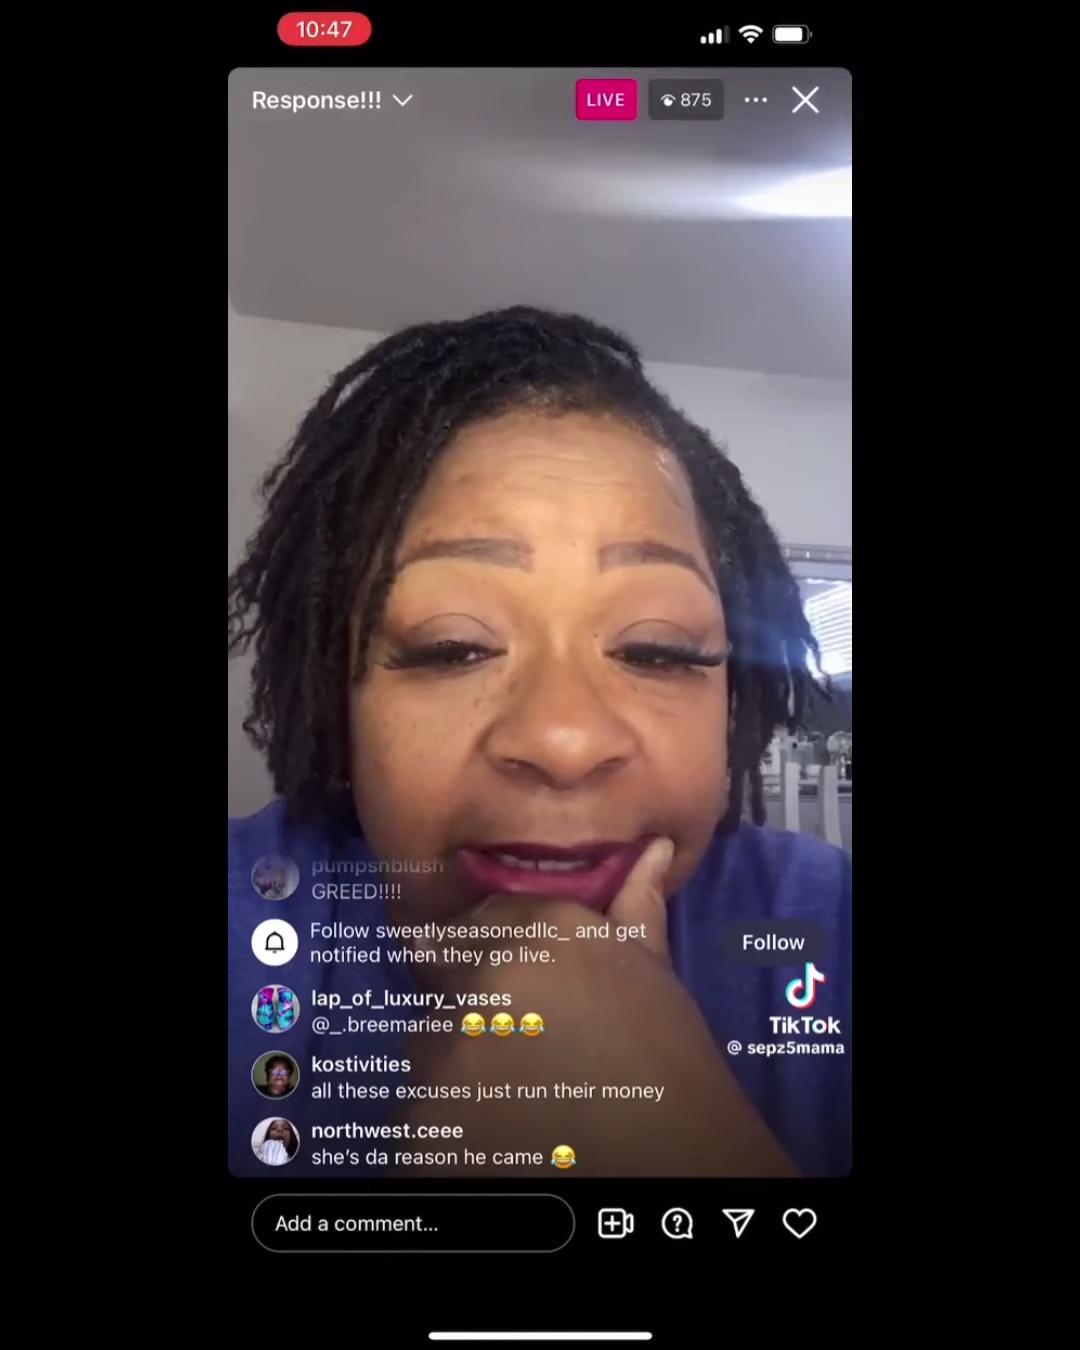 10:47
Response!!!
LIVE
875
pumpsnblush
GREED!!!!
Follow sweetlyseasonedllc_ and get
notified when they go live.
Follow
lap_of_luxury_vases
@_.breemariee 😂😂😂
TikTok
@ sepz5mama
kostivities
all these excuses just run their money
northwest.ceee
she's da reason he came 😂
Add a comment...